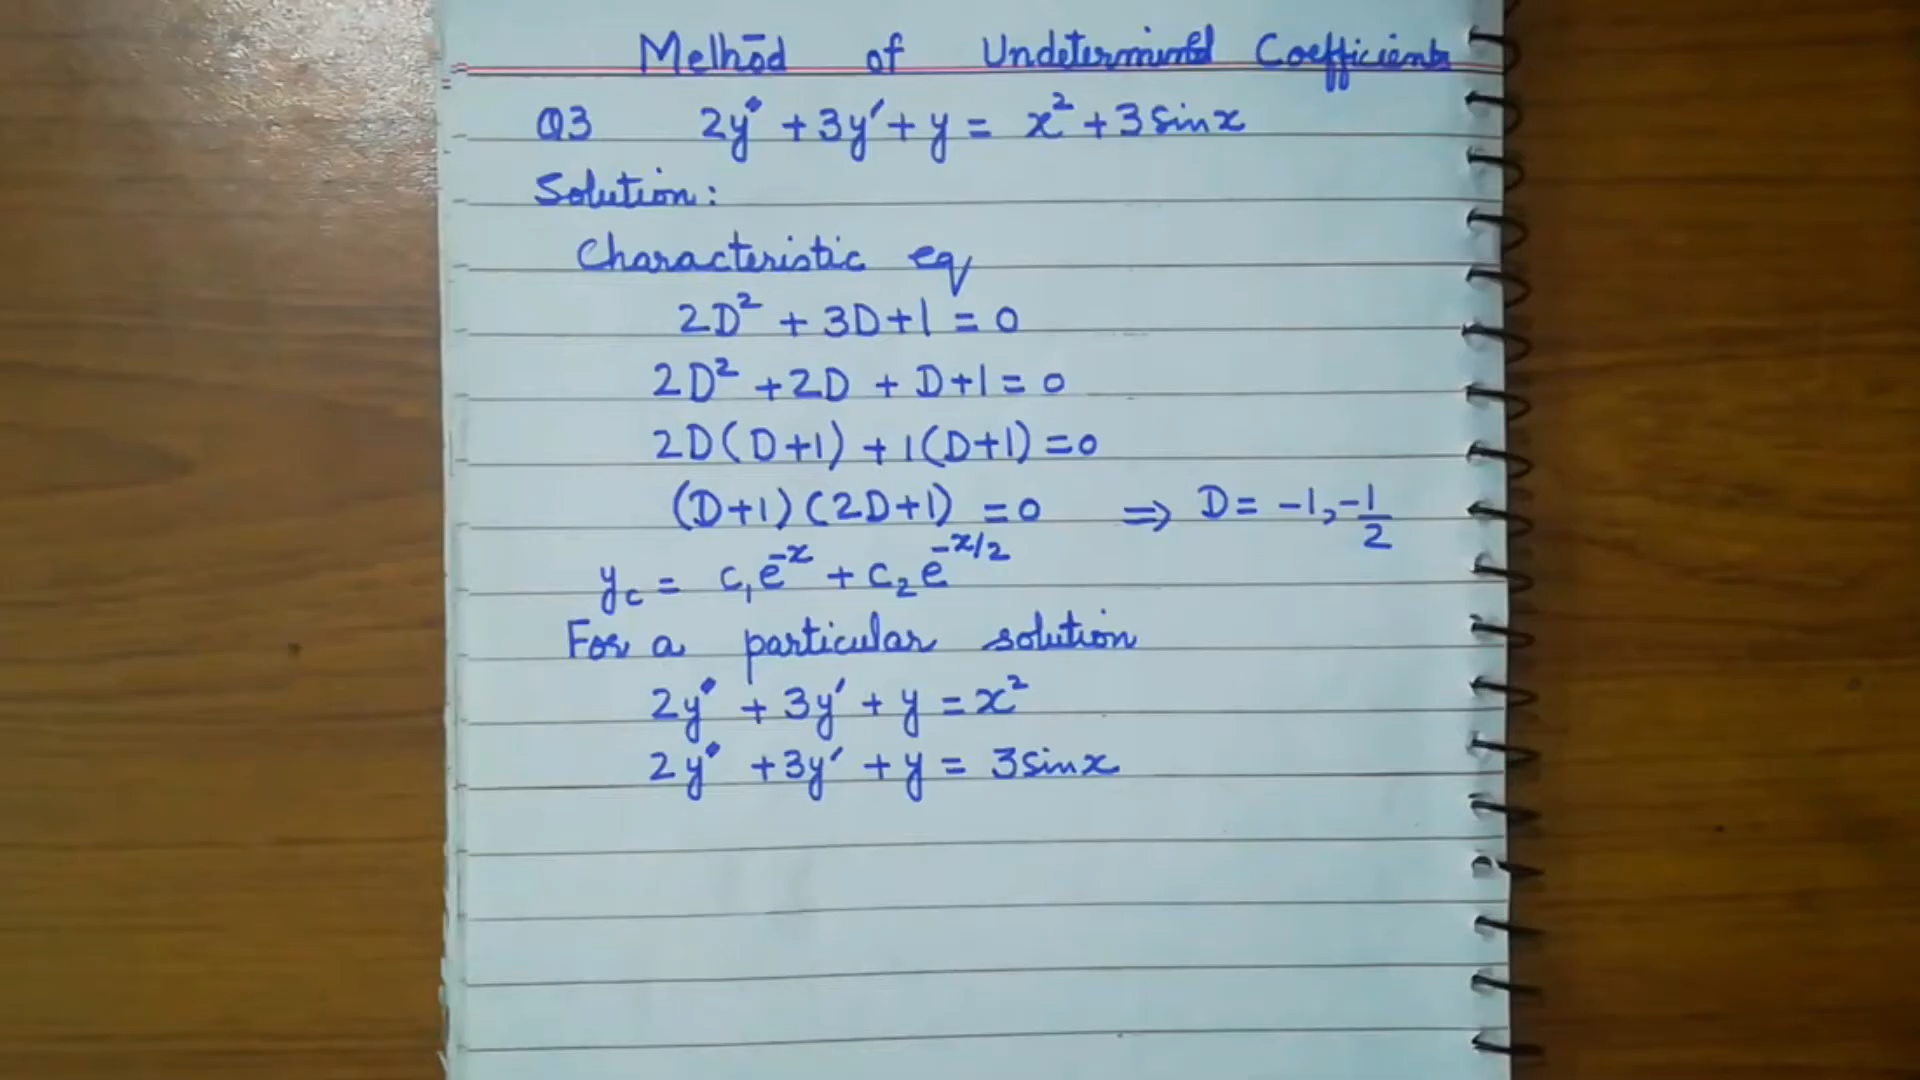 Method of Undetermined Coefficients
Q3 2y" + 3y' + y = x² + 3 sin x
Solution:
Characteristic eq
2D² + 3D + 1 = 0
2D² + 2D + D + 1 = 0
2D(D+1) + 1(D+1) = 0
(D+1)(2D+1) = 0 ⇒ D = -1, -1/2
y_c = c₁e^{-x} + c₂e^{-x/2}
For a particular solution
2y" + 3y' + y = x²
2y" + 3y' + y = 3 sin x